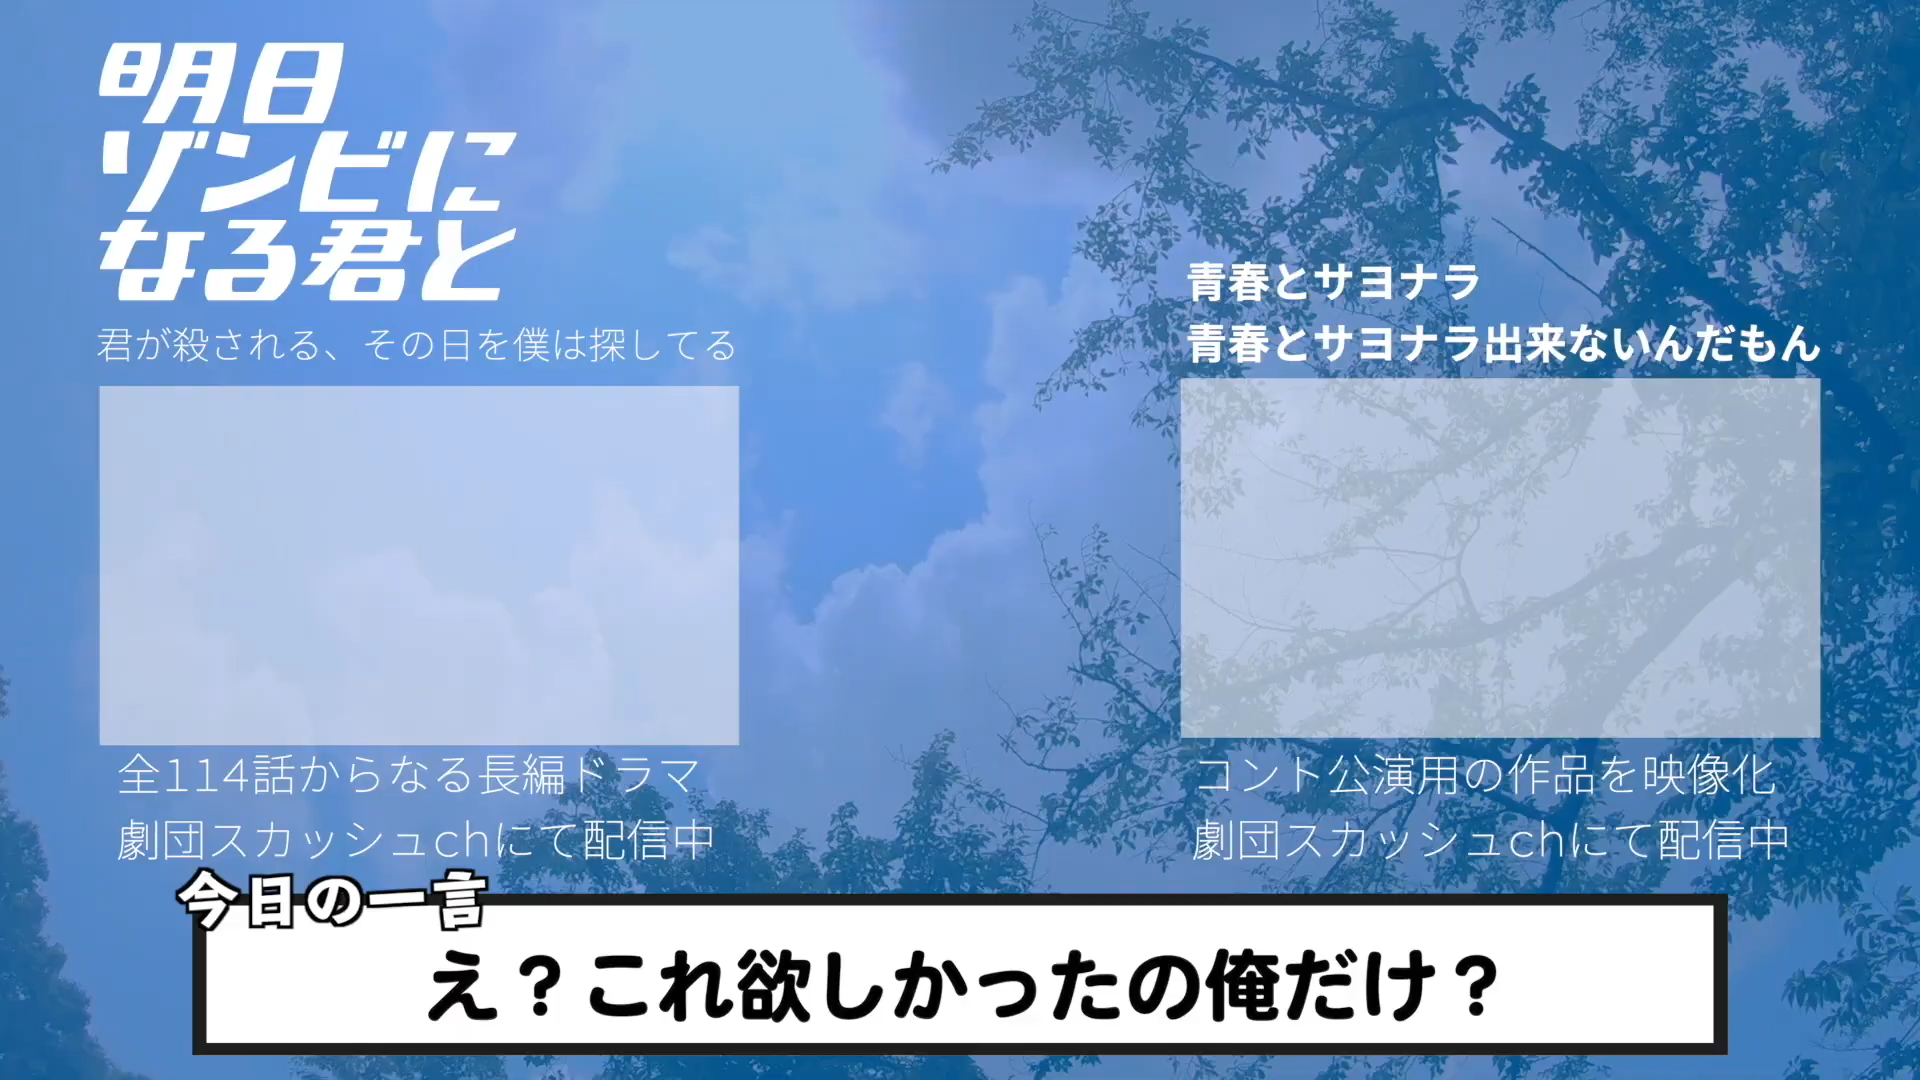 明日
ゾンビに
なる君と
君が殺される、その日を僕は探してる
全114話からなる長編ドラマ
劇団スカッシュchにて配信中
青春とサヨナラ
青春とサヨナラ出来ないんだもん
コント公演用の作品を映像化
劇団スカッシュchにて配信中
今日の一言
え？これ欲しかったの俺だけ？